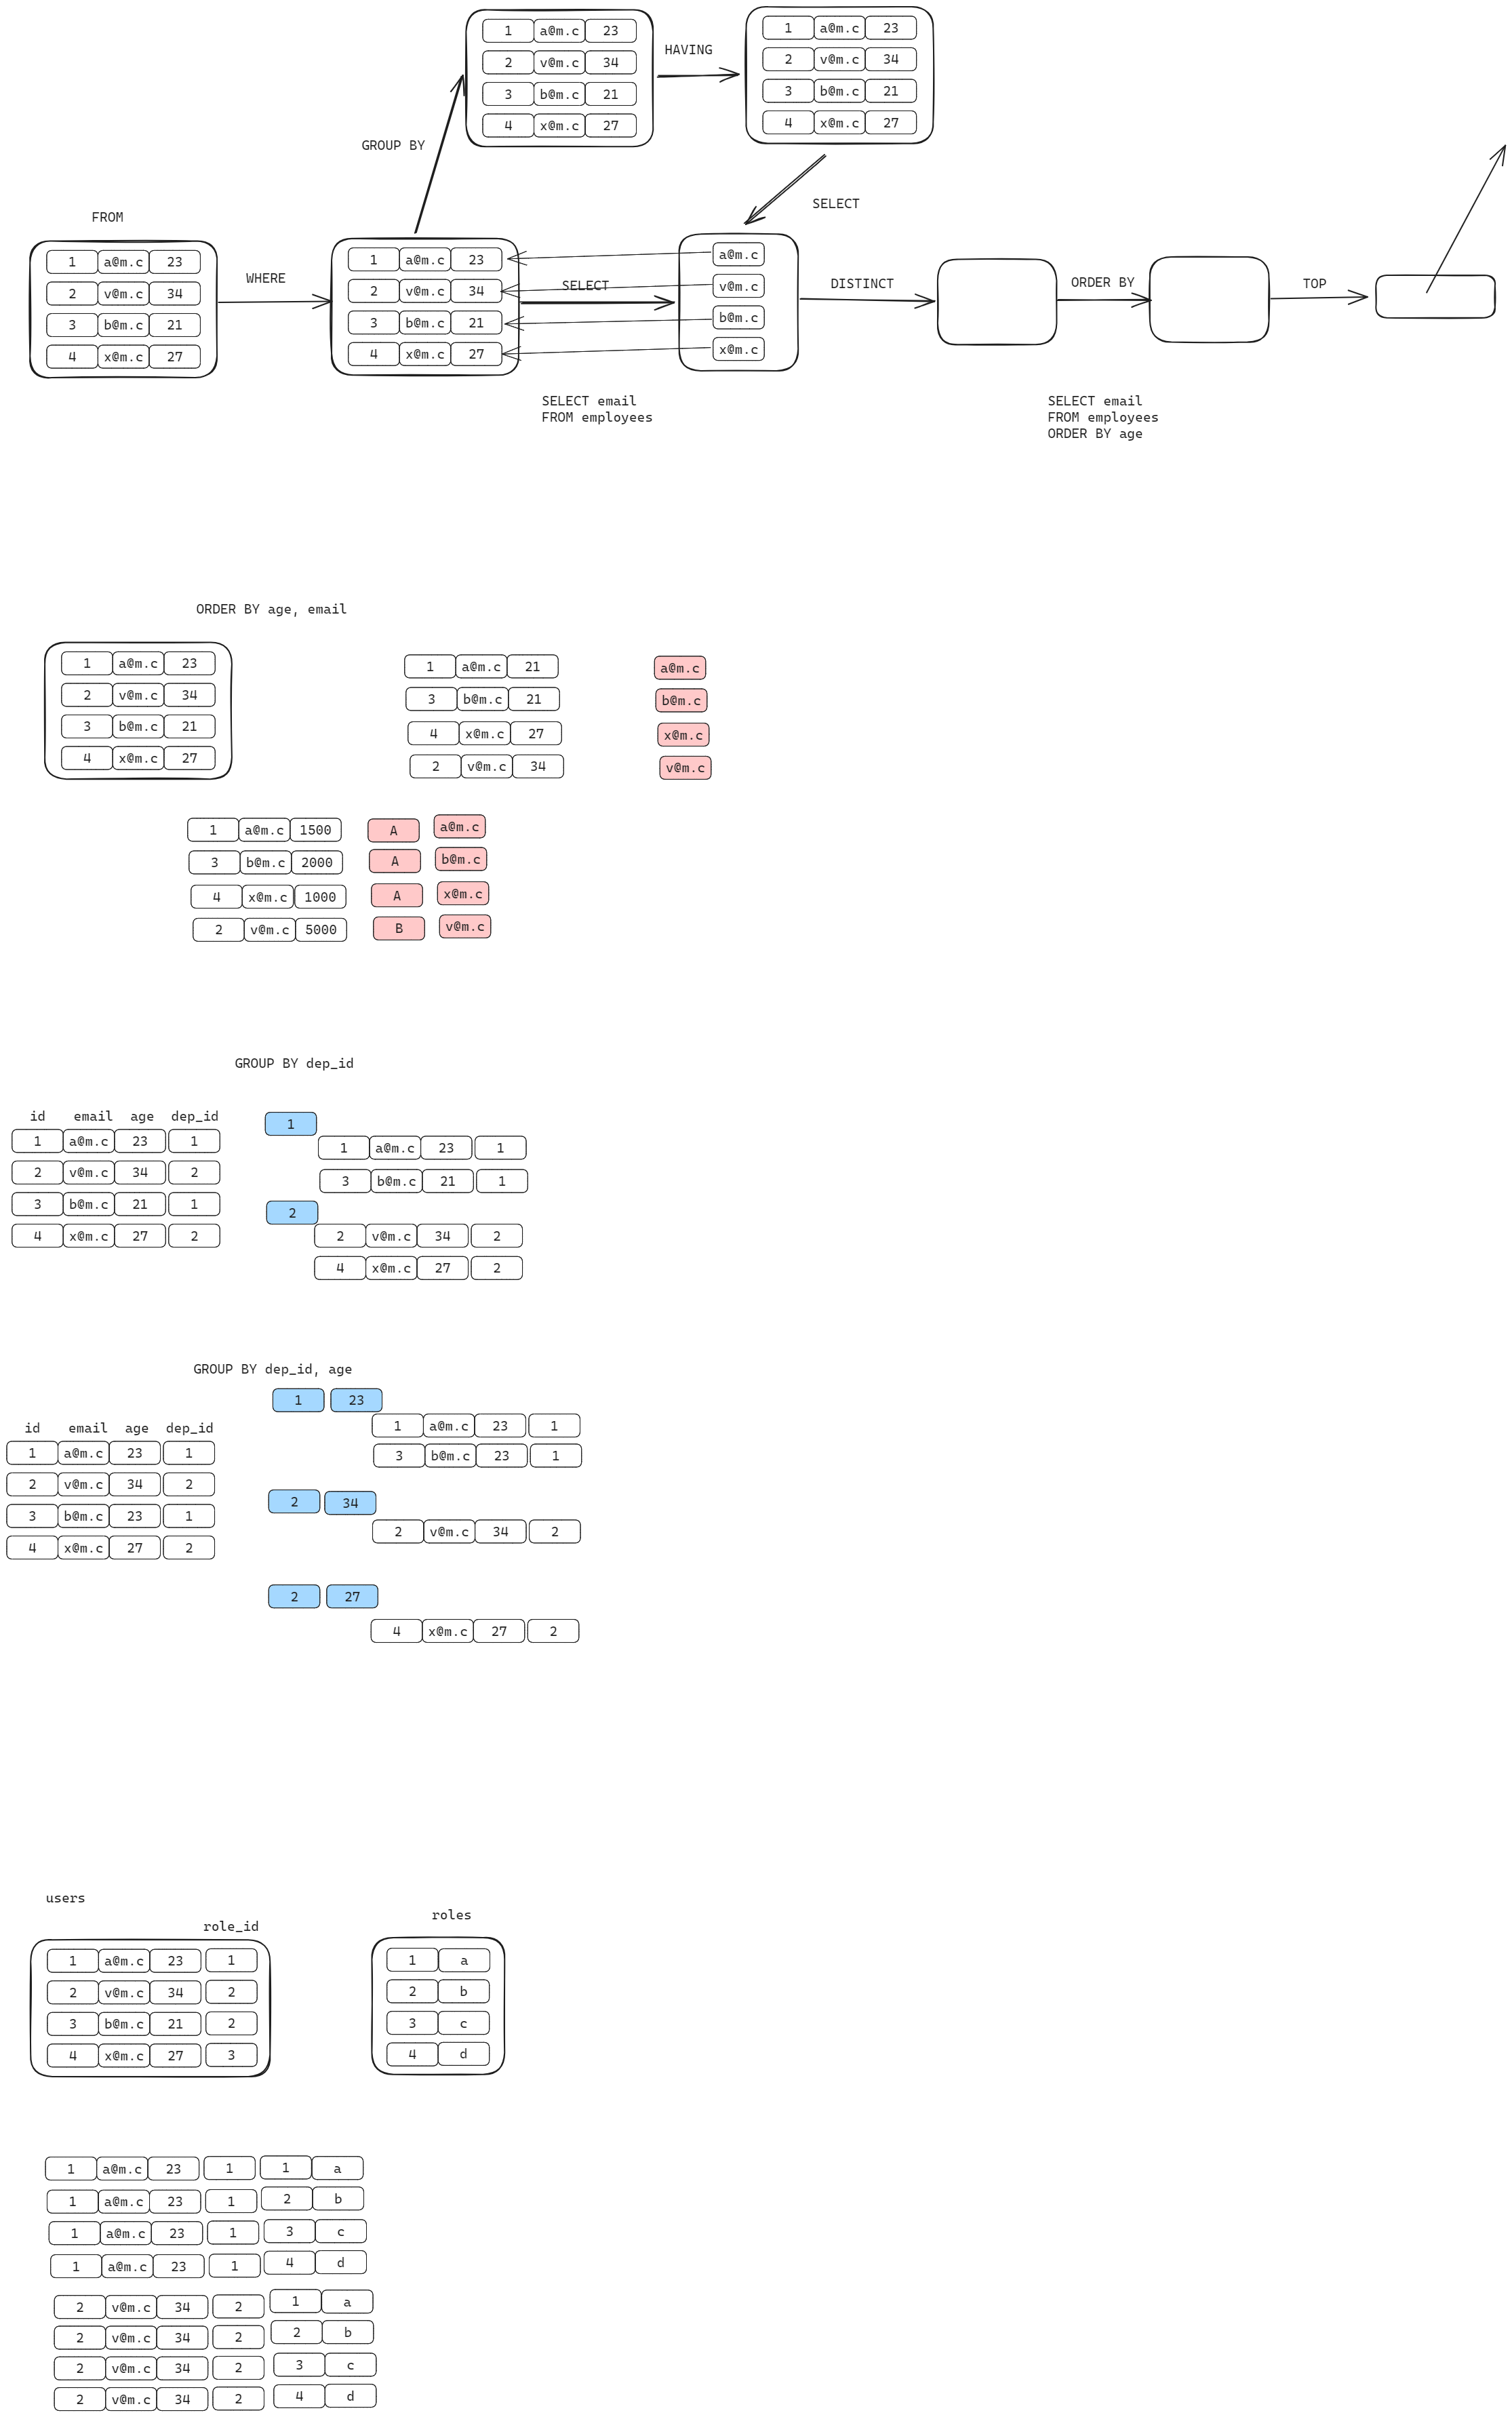 1 a@m.c 23
2 v@m.c 34
3 b@m.c 21
4 x@m.c 27
HAVING
1 a@m.c 23
2 v@m.c 34
3 b@m.c 21
4 x@m.c 27
GROUP BY
SELECT
FROM
1 a@m.c 23
2 v@m.c 34
3 b@m.c 21
4 x@m.c 27
WHERE
1 a@m.c 23
2 v@m.c 34
3 b@m.c 21
4 x@m.c 27
SELECT
a@m.c
v@m.c
b@m.c
x@m.c
DISTINCT
ORDER BY
TOP
SELECT email
FROM employees
SELECT email
FROM employees
ORDER BY age
ORDER BY age, email
1 a@m.c 23
2 v@m.c 34
3 b@m.c 21
4 x@m.c 27
1 a@m.c 21
3 b@m.c 21
4 x@m.c 27
2 v@m.c 34
a@m.c
b@m.c
x@m.c
v@m.c
1 a@m.c 1500 A a@m.c
3 b@m.c 2000 A b@m.c
4 x@m.c 1000 A x@m.c
2 v@m.c 5000 B v@m.c
GROUP BY dep_id
id email age dep_id
1 a@m.c 23 1
2 v@m.c 34 2
3 b@m.c 21 1
4 x@m.c 27 2
1
1 a@m.c 23 1
3 b@m.c 21 1
2
2 v@m.c 34 2
4 x@m.c 27 2
GROUP BY dep_id, age
id email age dep_id
1 a@m.c 23 1
2 v@m.c 34 2
3 b@m.c 23 1
4 x@m.c 27 2
1 23
1 a@m.c 23 1
3 b@m.c 23 1
2 34
2 v@m.c 34 2
2 27
4 x@m.c 27 2
users
role_id
1 a@m.c 23 1
2 v@m.c 34 2
3 b@m.c 21 2
4 x@m.c 27 3
roles
1 a
2 b
3 c
4 d
1 a@m.c 23 1 1 a
1 a@m.c 23 1 2 b
1 a@m.c 23 1 3 c
1 a@m.c 23 1 4 d
2 v@m.c 34 2 1 a
2 v@m.c 34 2 2 b
2 v@m.c 34 2 3 c
2 v@m.c 34 2 4 d